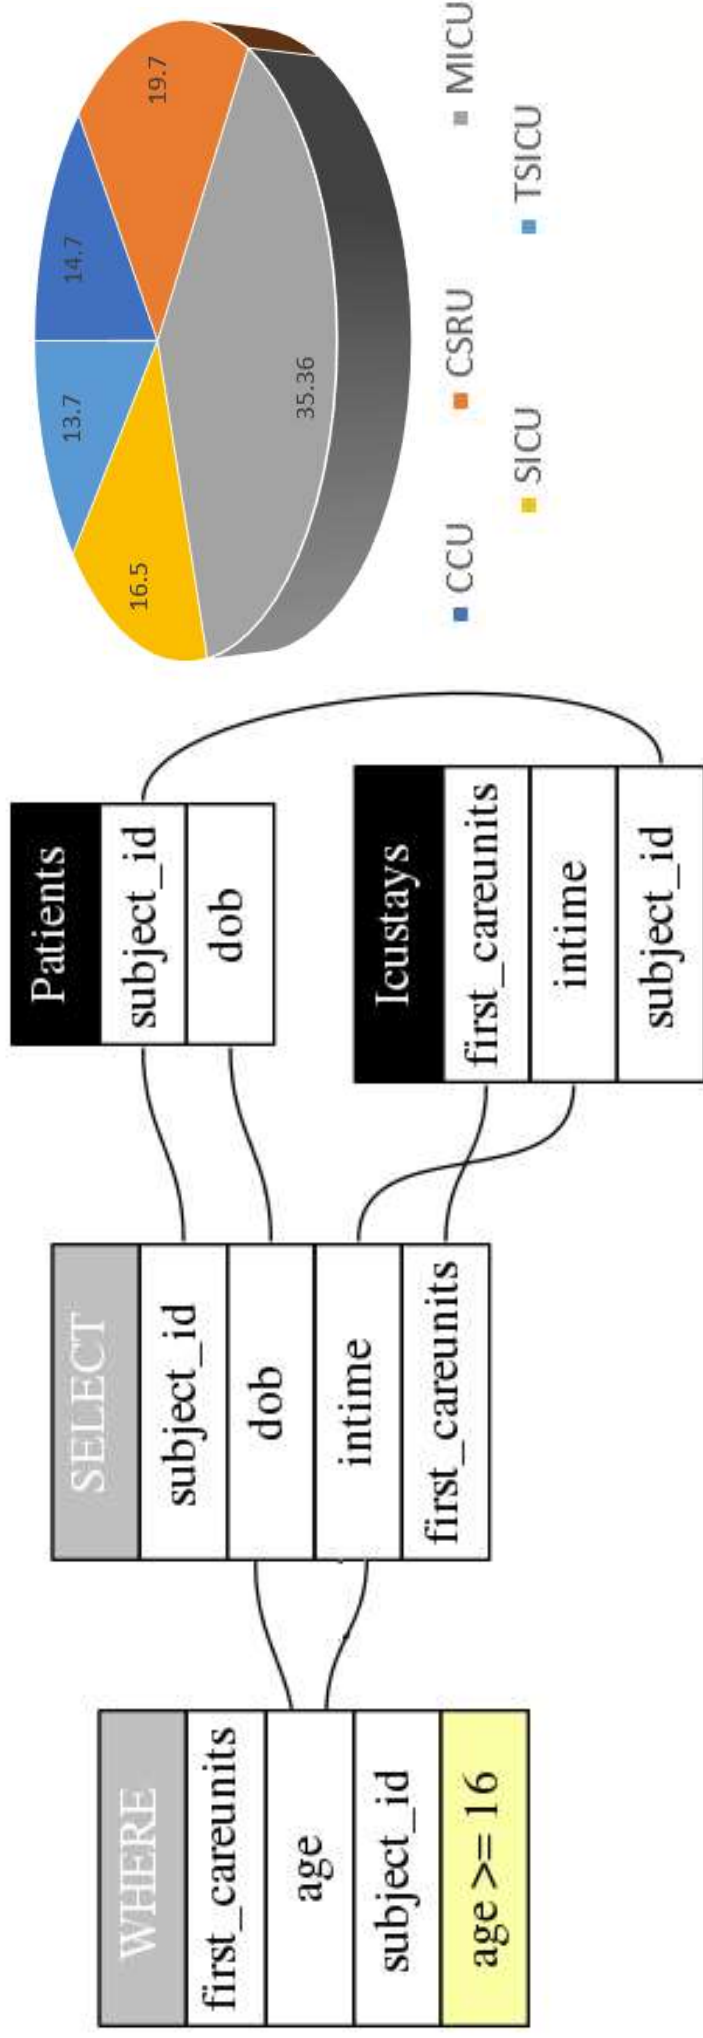 WHERE
first_careunits
age
subject_id
age >= 16
SELECT
subject_id
dob
intime
first_careunits
Patients
subject_id
dob
Icustays
first_careunits
intime
subject_id
13.7
14.7
16.5
19.7
35.36
CCU
CSRU
MICU
SICU
TSICU